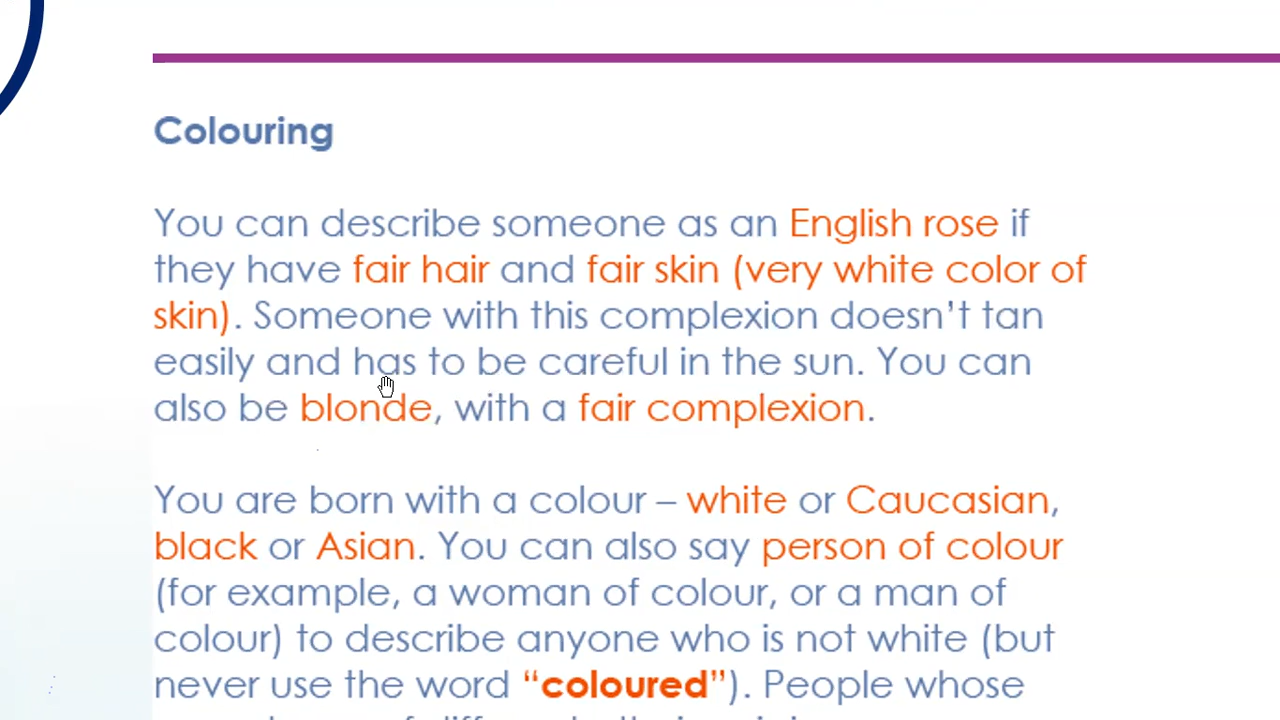 Colouring
You can describe someone as an English rose if
they have fair hair and fair skin (very white color of
skin). Someone with this complexion doesn't tan
easily and has to be careful in the sun. You can
also be blonde, with a fair complexion.
You are born with a colour – white or Caucasian,
black or Asian. You can also say person of colour
(for example, a woman of colour, or a man of
colour) to describe anyone who is not white (but
never use the word “coloured”). People whose